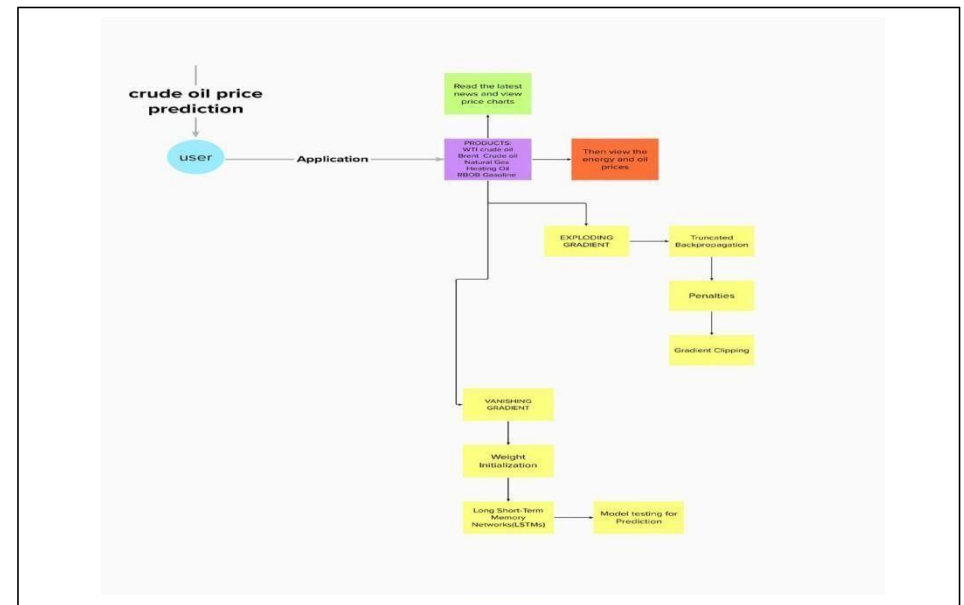 crude oil price
prediction
user
Application
Read the latest
news and view
price charts
PRODUCTS:
WTI crude oil
Brent Crude oil
Natural Gas
Heating Oil
RBOB Gasoline
Then view the
energy and oil
prices
EXPLODING
GRADIENT
Truncated
Backpropagation
Penalties
Gradient Clipping
VANISHING
GRADIENT
Weight
Initialization
Long Short-Term
Memory
Networks(LSTMs)
Model testing for
Prediction